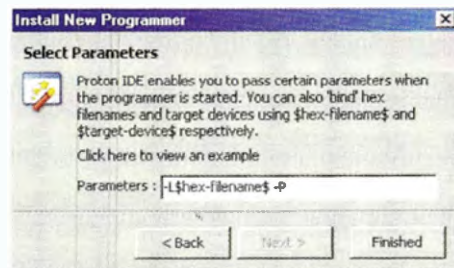 Install New Programmer
Select Parameters
Proton IDE enables you to pass certain parameters when
the programmer is started. You can also 'bind' hex
filenames and target devices using $hex-filename$ and
$target-device$ respectively.
Click here to view an example
Parameters : -L$hex-filename$ -P
< Back Next > Finished